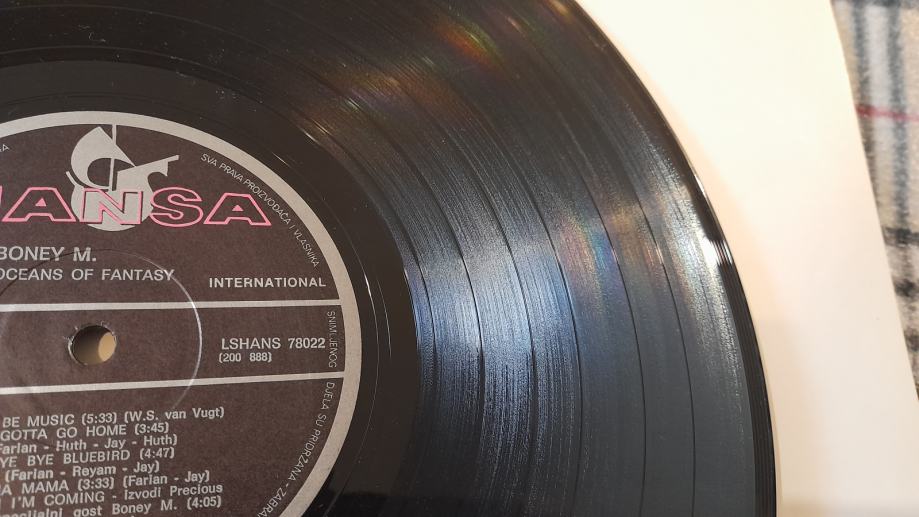 HANSA
BONEY M.
OCEANS OF FANTASY
INTERNATIONAL
LSHANS 78022
(200 888)
BE MUSIC (5:33) (W.S. van Vugt)
GOTTA GO HOME (3:45)
Farian - Huth - Jay - Huth)
YE BYE BLUEBIRD (4:47)
(Farian - Reyam - Jay)
MA MAMA (3:33) (Farian - Jay)
I'M COMING - Izvodi Precious
gost Boney M. (4:05)
SVA PRAVA PROIZVOĐAČA I VLASNIKA
SNIMLJENOG DJELA SU PRIDRŽANA - ZABRA